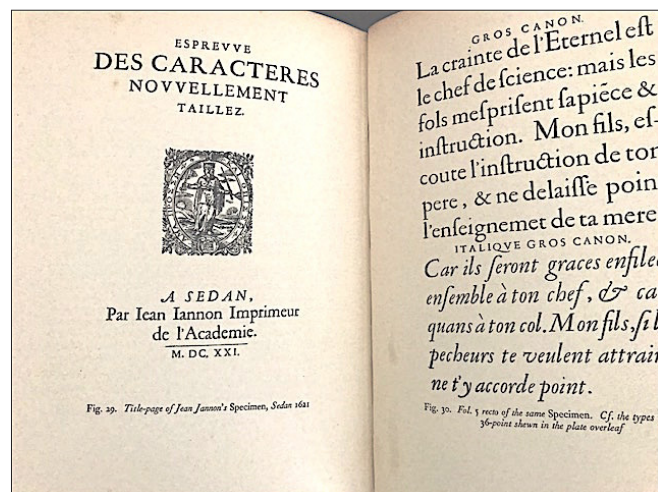 ESPREVVE
DES CARACTERES
NOVVELLEMENT
TAILLEZ.
A SEDAN,
Par Iean Iannon Imprimeur
de l'Academie.
M. DC, XXI.
Fig. 29. Title-page of Jean Jannon's Specimen, Sedan 1621
GROS CANON.
La crainte de l'Eternel eſt
le chef de ſcience: mais les
fols meſpriſent ſapiẽce &
inſtruction. Mon fils, eſ-
coute l'inſtruction de ton
pere, & ne delaiſſe poin
l'enſeignemet de ta mere
ITALIQVE GROS CANON.
Car ils ſeront graces enfilee
enſemble à ton chef, & ca
quans à ton col. Mon fils, ſi l
pecheurs te veulent attrair
ne t'y accorde point.
Fig. 30. Fol. 5 recto of the same Specimen. Cf. the types
36-point shewn in the plate overleaf